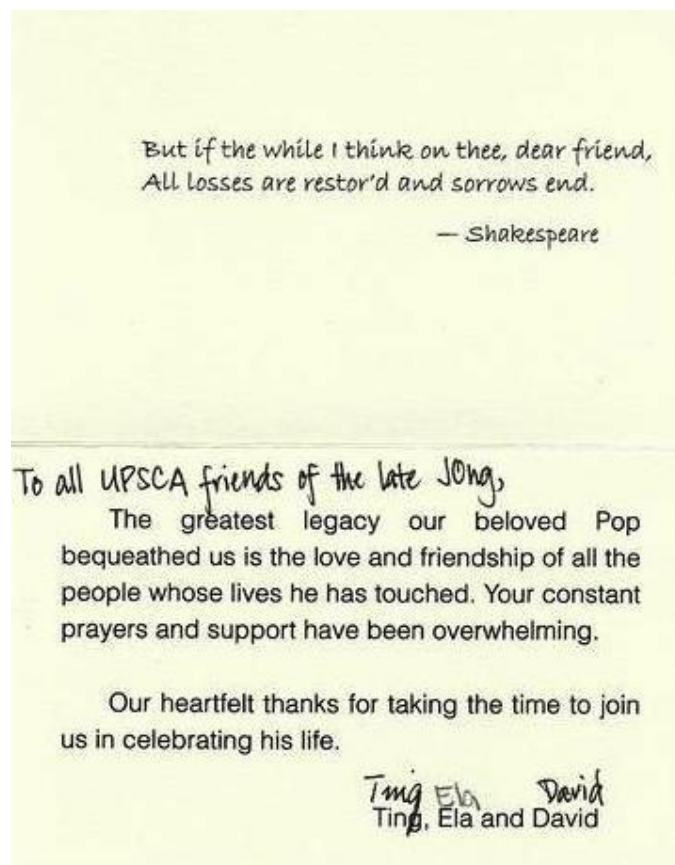 But if the while I think on thee, dear friend,
All losses are restor'd and sorrows end.
— Shakespeare
To all UPSCA friends of the late Jong,
The greatest legacy our beloved Pop
bequeathed us is the love and friendship of all the
people whose lives he has touched. Your constant
prayers and support have been overwhelming.
Our heartfelt thanks for taking the time to join
us in celebrating his life.
Ting Ela David
Ting, Ela and David